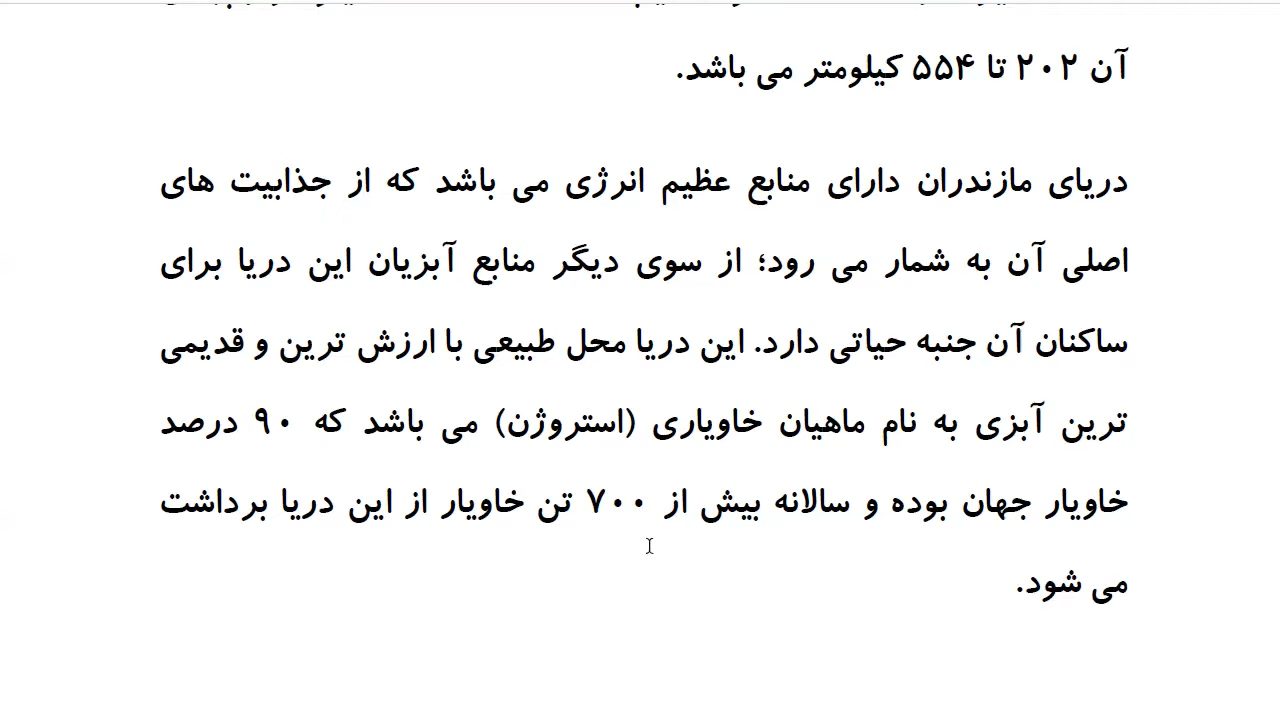 آن ۲۰۲ تا ۵۵۴ کیلومتر می باشد.
دریای مازندران دارای منابع عظیم انرژی می باشد که از جذابیت های
اصلی آن به شمار می رود؛ از سوی دیگر منابع آبزیان این دریا برای
ساکنان آن جنبه حیاتی دارد. این دریا محل طبیعی با ارزش ترین و قدیمی
ترین آبزی به نام ماهیان خاویاری (استروژن) می باشد که ۹۰ درصد
خاویار جهان بوده و سالانه بیش از ۷۰۰ تن خاویار از این دریا برداشت
می شود.